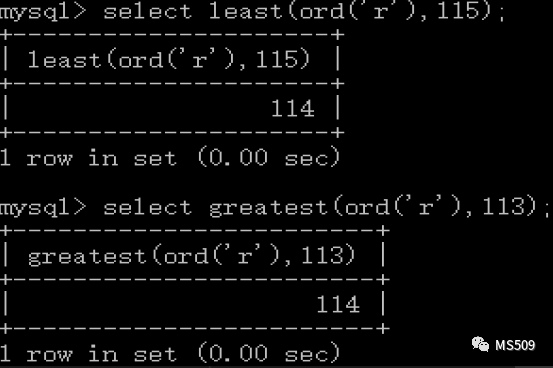 mysql> select least(ord('r'),115);
+---------------------+
| least(ord('r'),115) |
+---------------------+
|                 114 |
+---------------------+
1 row in set (0.00 sec)
mysql> select greatest(ord('r'),113);
+------------------------+
| greatest(ord('r'),113) |
+------------------------+
|                    114 |
+------------------------+
1 row in set (0.00 sec)
MS509